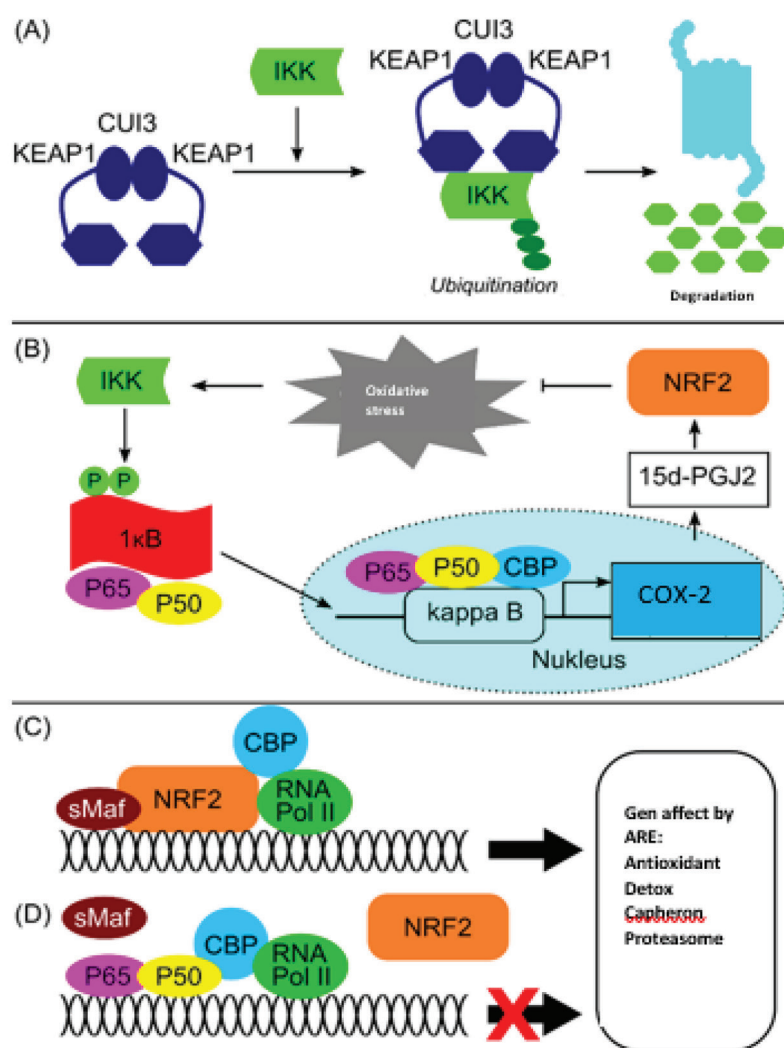 (A)
CUI3
KEAP1 KEAP1
IKK
CUI3
KEAP1 KEAP1
IKK
Ubiquitination
Degradation
(B)
IKK
Oxidative
stress
NRF2
15d-PGJ2
P P
1κB
P65
P50
P65 P50 CBP
kappa B
COX-2
Nukleus
(C)
CBP
sMaf NRF2 RNA
Pol II
Gen affect by
ARE:
Antioxidant
Detox
Capheron
Proteasome
(D)
sMaf
NRF2
P65 P50 CBP RNA
Pol II
X